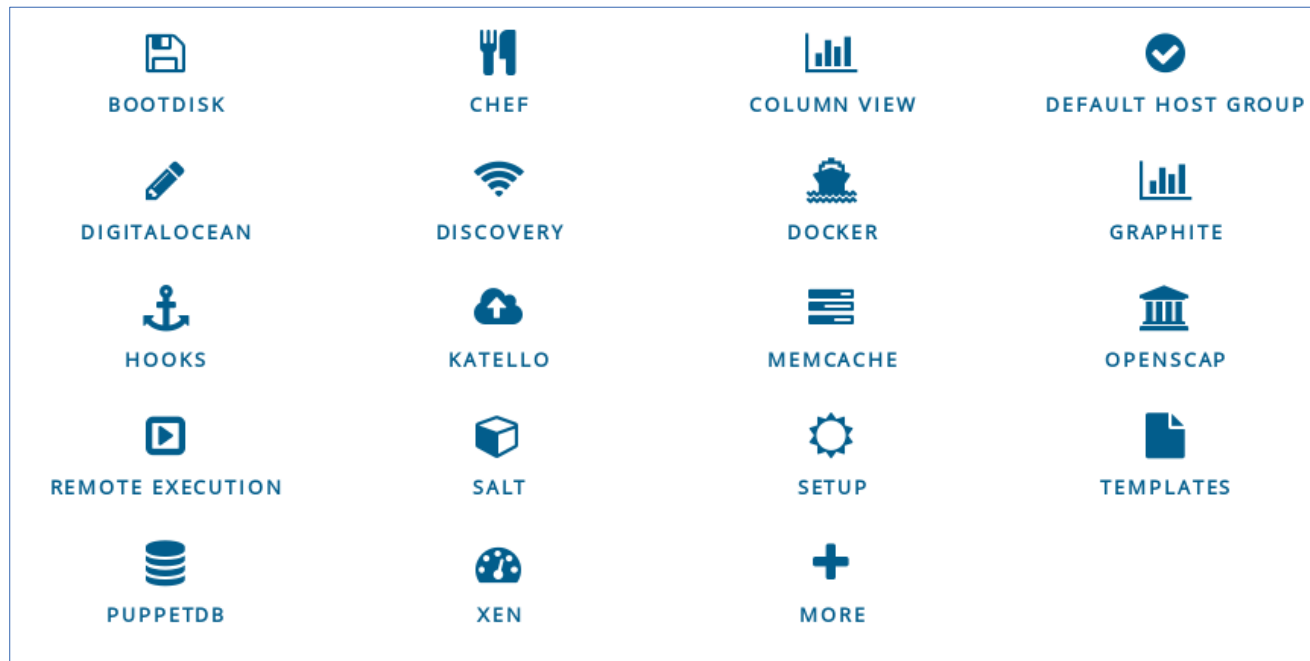 BOOTDISK
CHEF
COLUMN VIEW
DEFAULT HOST GROUP
DIGITALOCEAN
DISCOVERY
DOCKER
GRAPHITE
HOOKS
KATELLO
MEMCACHE
OPENSCAP
REMOTE EXECUTION
SALT
SETUP
TEMPLATES
PUPPETDB
XEN
MORE